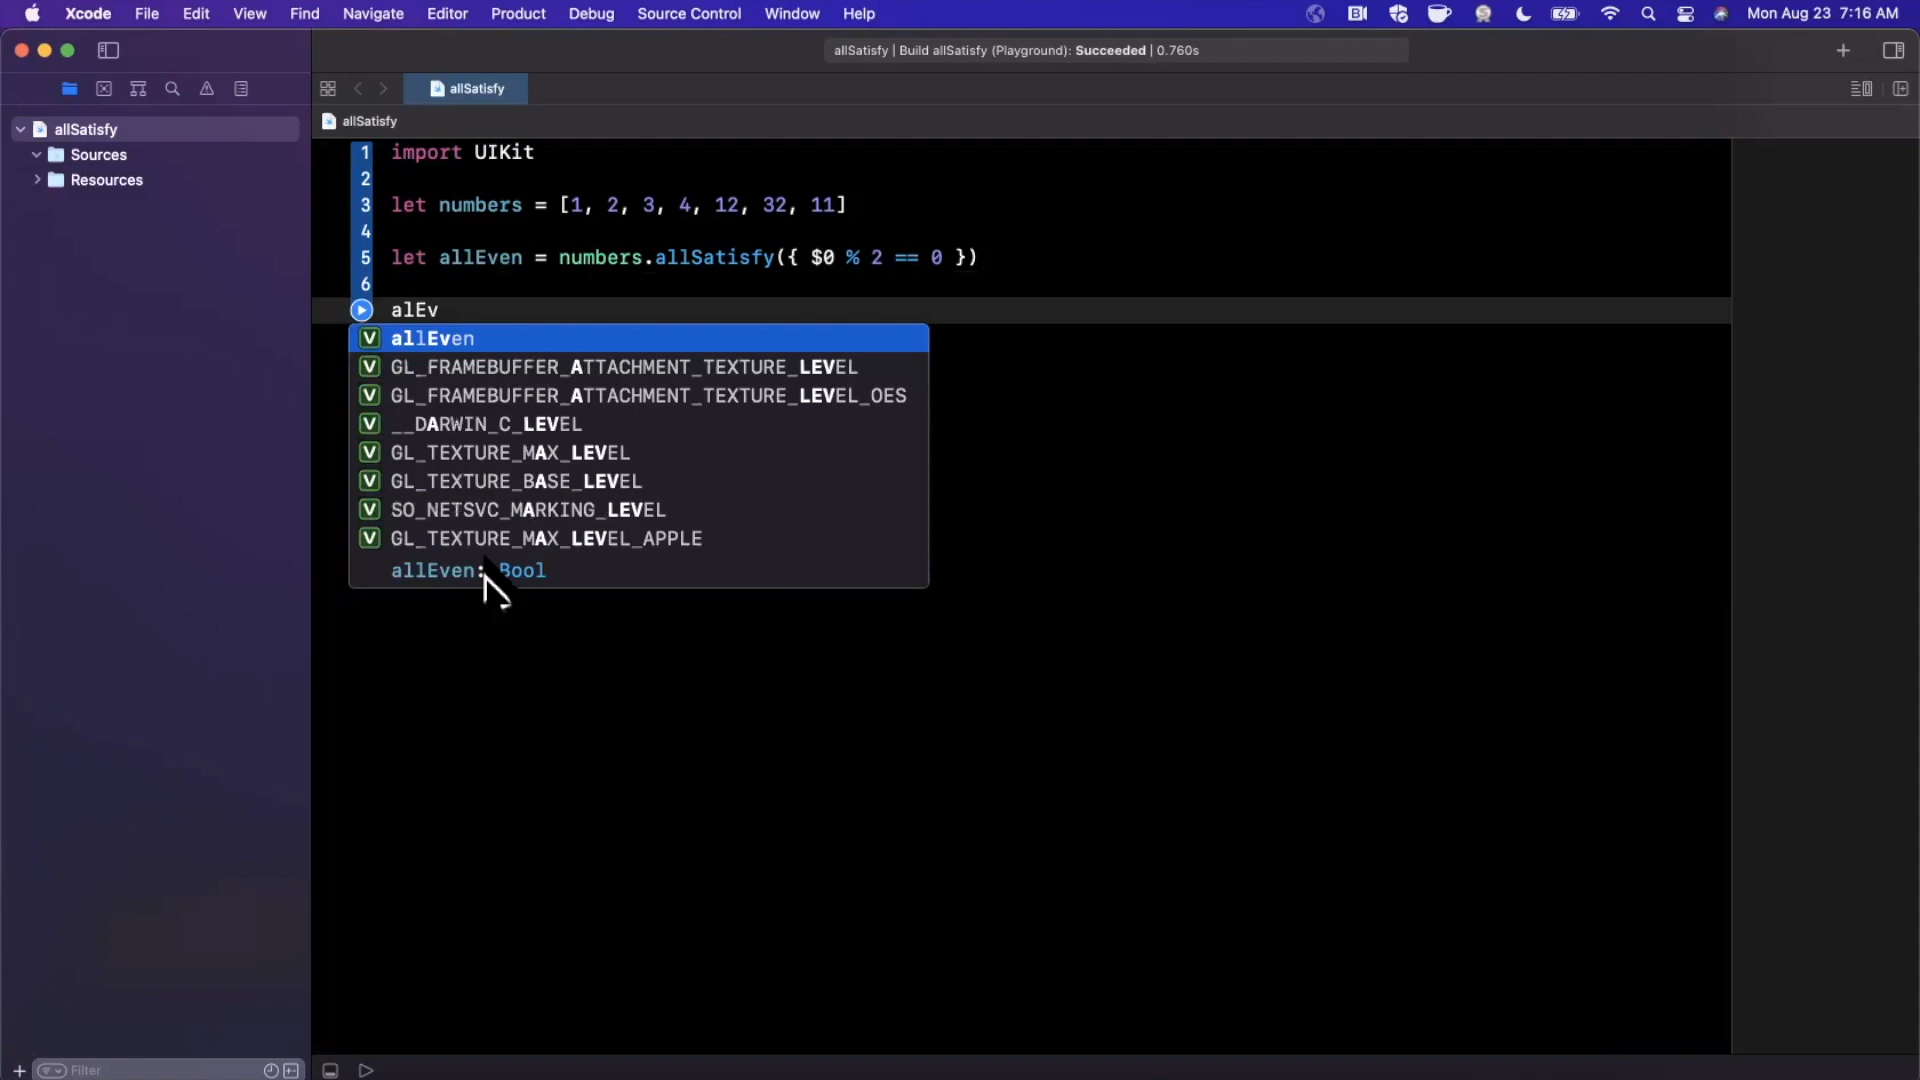 Xcode File Edit View Find Navigate Editor Product Debug Source Control Window Help Mon Aug 23 7:16 AM
allSatisfy | Build allSatisfy (Playground): Succeeded | 0.760s
allSatisfy
allSatisfy
allSatisfy
Sources
Resources
1 import UIKit
2
3 let numbers = [1, 2, 3, 4, 12, 32, 11]
4
5 let allEven = numbers.allSatisfy({ $0 % 2 == 0 })
6
alEv
V allEven
V GL_FRAMEBUFFER_ATTACHMENT_TEXTURE_LEVEL
V GL_FRAMEBUFFER_ATTACHMENT_TEXTURE_LEVEL_OES
V __DARWIN_C_LEVEL
V GL_TEXTURE_MAX_LEVEL
V GL_TEXTURE_BASE_LEVEL
V SO_NETSVC_MARKING_LEVEL
V GL_TEXTURE_MAX_LEVEL_APPLE
allEven: Bool
Filter